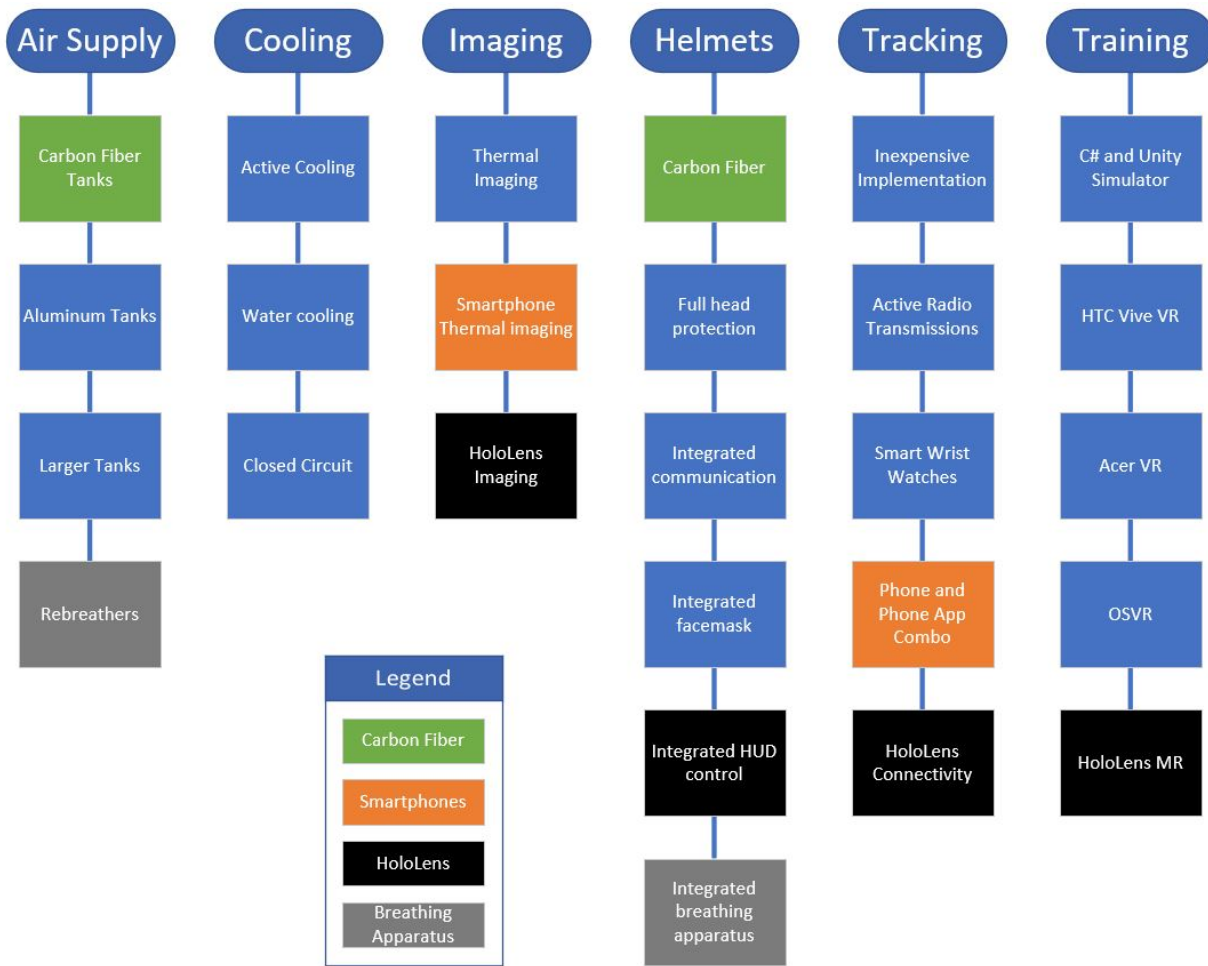 Air Supply
Carbon Fiber
Tanks
Aluminum Tanks
Larger Tanks
Rebreathers
Cooling
Active Cooling
Water cooling
Closed Circuit
Imaging
Thermal
Imaging
Smartphone
Thermal imaging
HoloLens
Imaging
Helmets
Carbon Fiber
Full head
protection
Integrated
communication
Integrated
facemask
Integrated HUD
control
Integrated
breathing
apparatus
Tracking
Inexpensive
Implementation
Active Radio
Transmissions
Smart Wrist
Watches
Phone and
Phone App
Combo
HoloLens
Connectivity
Training
C# and Unity
Simulator
HTC Vive VR
Acer VR
OSVR
HoloLens MR
Legend
Carbon Fiber
Smartphones
HoloLens
Breathing
Apparatus